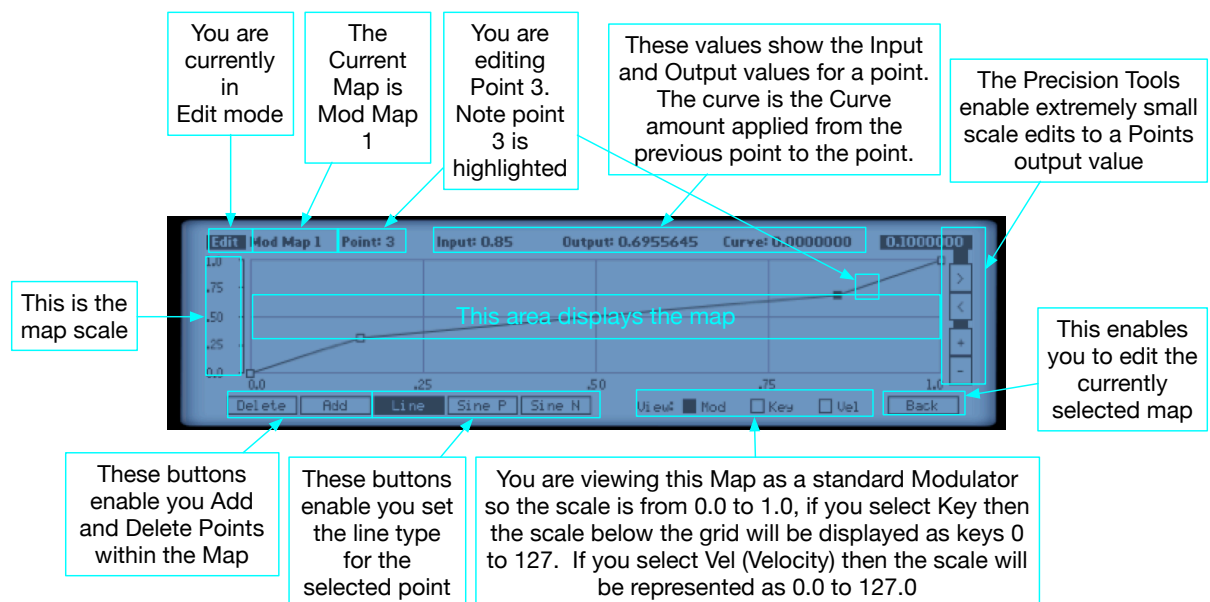 You are
currently
in
Edit mode
The
Current
Map is
Mod Map
1
You are
editing
Point 3.
Note point
3 is
highlighted
These values show the Input
and Output values for a point.
The curve is the Curve
amount applied from the
previous point to the point.
The Precision Tools
enable extremely small
scale edits to a Points
output value
Edit Mod Map 1 Point: 3 Input: 0.85 Output: 0.6955645 Curve: 0.0000000 0.1000000
1.0
.75
.50
.25
0.0
This is the
map scale
This area displays the map
>
<
+
-
0.0 .25 .50 .75 1.0
Delete Add Line Sine P Sine N View: Mod Key Vel Back
This enables
you to edit the
currently
selected map
These buttons
enable you Add
and Delete Points
within the Map
These buttons
enable you set
the line type
for the
selected point
You are viewing this Map as a standard Modulator
so the scale is from 0.0 to 1.0, if you select Key then
the scale below the grid will be displayed as keys 0
to 127. If you select Vel (Velocity) then the scale will
be represented as 0.0 to 127.0